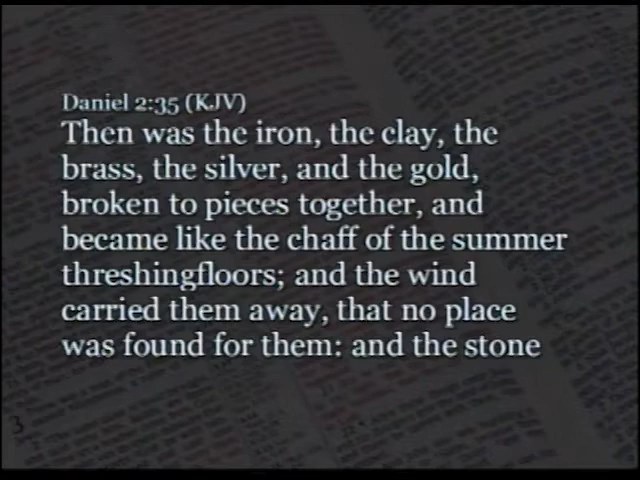 Daniel 2:35 (KJV)
Then was the iron, the clay, the
brass, the silver, and the gold,
broken to pieces together, and
became like the chaff of the summer
threshingfloors; and the wind
carried them away, that no place
was found for them: and the stone
3